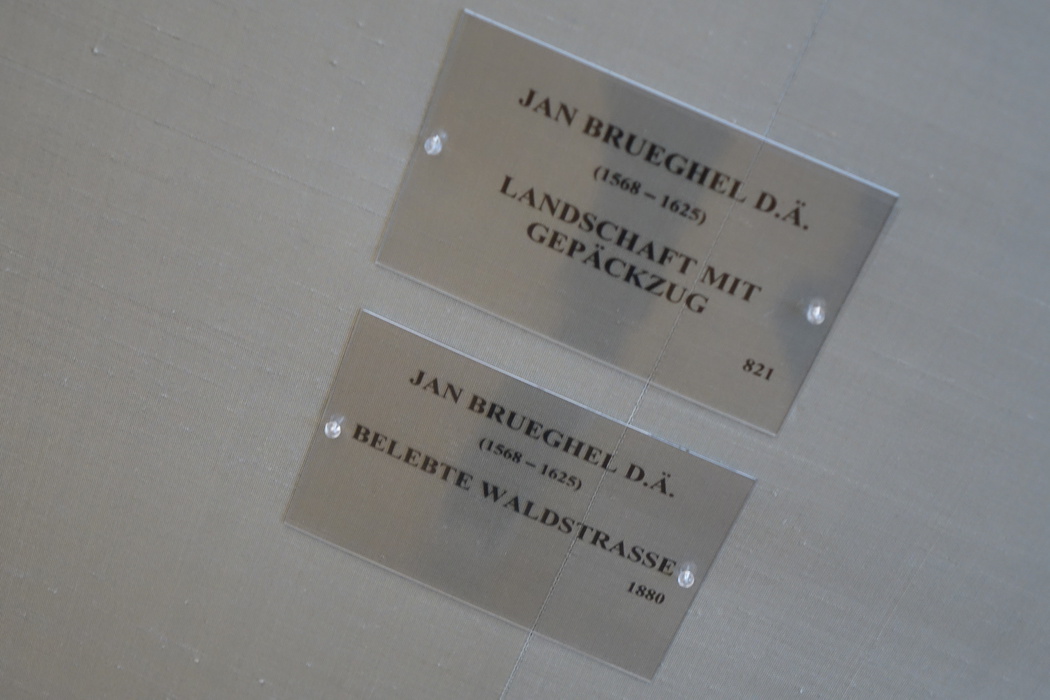 JAN BRUEGHEL D.Ä.
(1568 – 1625)
LANDSCHAFT MIT
GEPÄCKZUG
821
JAN BRUEGHEL D.Ä.
(1568 – 1625)
BELEBTE WALDSTRASSE
1880